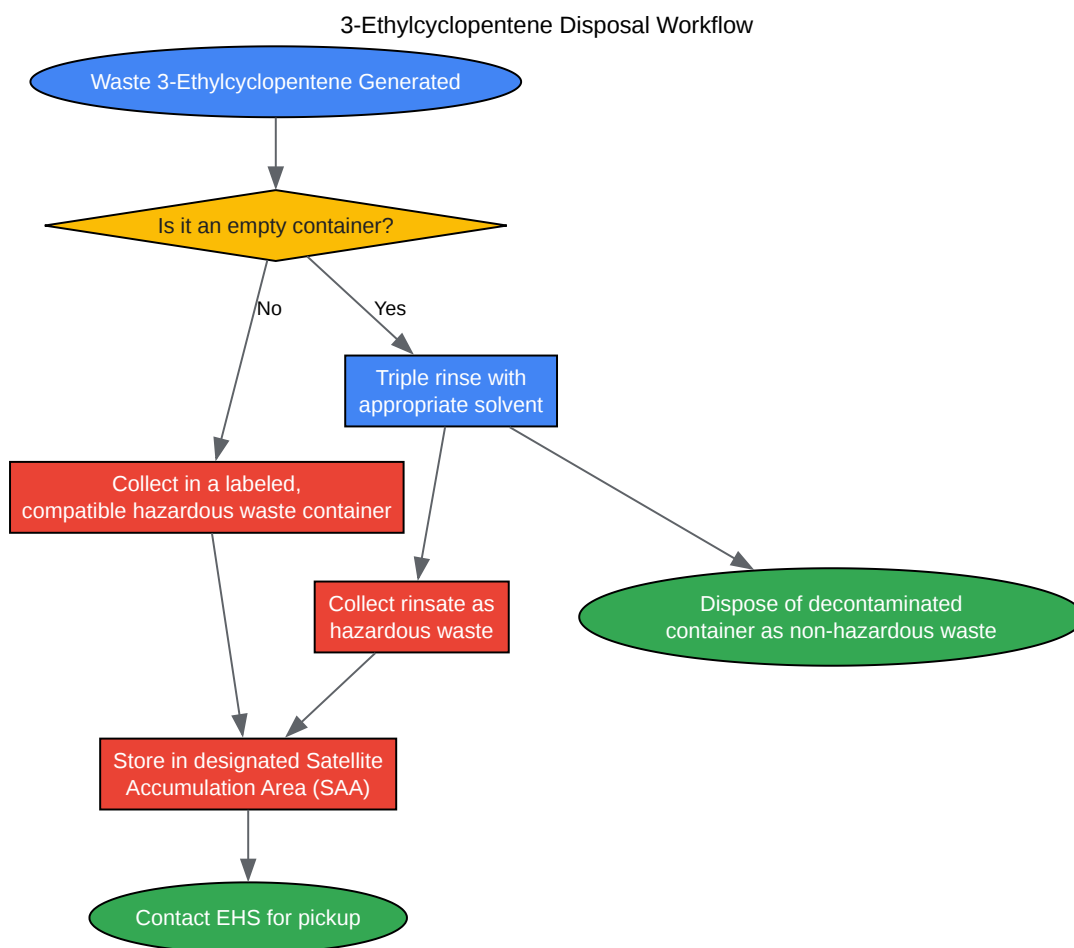 3-Ethylcyclopentene Disposal Workflow
Waste 3-Ethylcyclopentene Generated
Is it an empty container?
No
Yes
Triple rinse with
appropriate solvent
Collect in a labeled,
compatible hazardous waste container
Collect rinsate as
hazardous waste
Dispose of decontaminated
container as non-hazardous waste
Store in designated Satellite
Accumulation Area (SAA)
Contact EHS for pickup